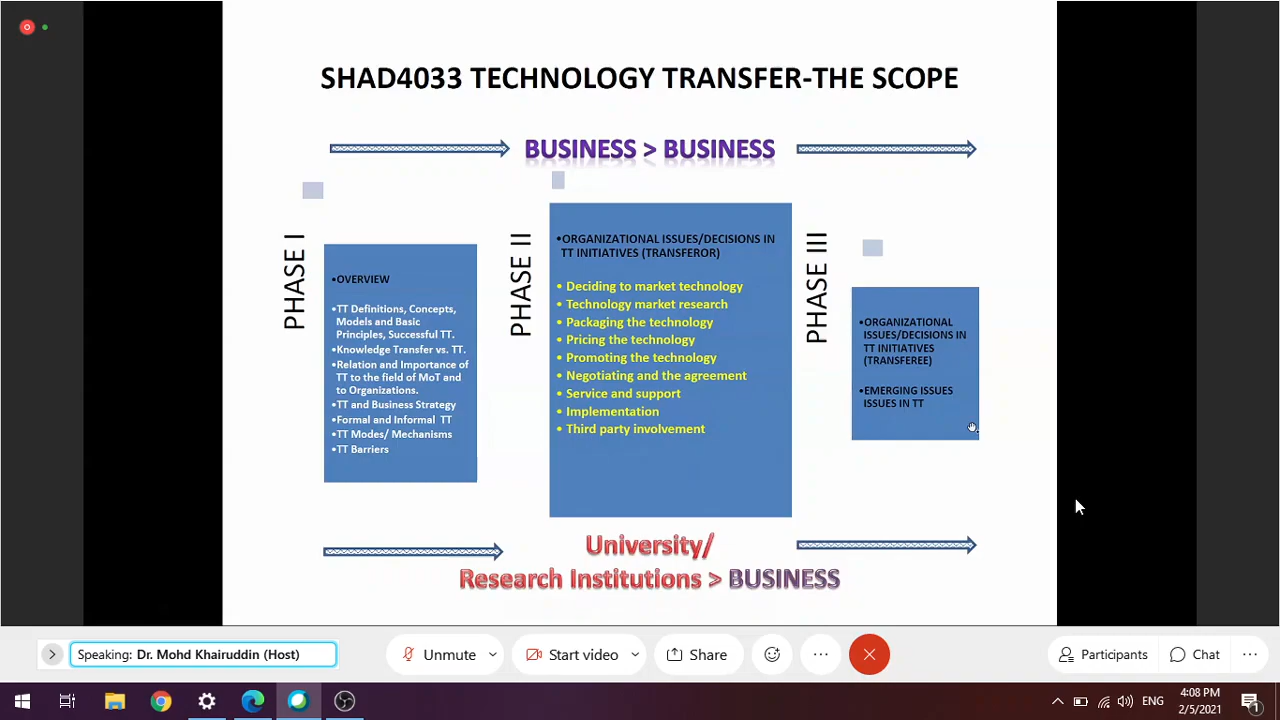 SHAD4033 TECHNOLOGY TRANSFER-THE SCOPE
BUSINESS > BUSINESS
PHASE I
•OVERVIEW
•TT Definitions, Concepts,
Models and Basic
Principles, Successful TT.
•Knowledge Transfer vs. TT.
•Relation and Importance of
TT to the field of MoT and
to Organizations.
•TT and Business Strategy
•Formal and Informal TT
•TT Modes/ Mechanisms
•TT Barriers
PHASE II
•ORGANIZATIONAL ISSUES/DECISIONS IN
TT INITIATIVES (TRANSFEROR)
• Deciding to market technology
• Technology market research
• Packaging the technology
• Pricing the technology
• Promoting the technology
• Negotiating and the agreement
• Service and support
• Implementation
• Third party involvement
PHASE III
•ORGANIZATIONAL
ISSUES/DECISIONS IN
TT INITIATIVES
(TRANSFEREE)
•EMERGING ISSUES
ISSUES IN TT
University/
Research Institutions > BUSINESS
Speaking: Dr. Mohd Khairuddin (Host)
Unmute
Start video
Share
Participants
Chat
ENG
4:08 PM
2/5/2021
1